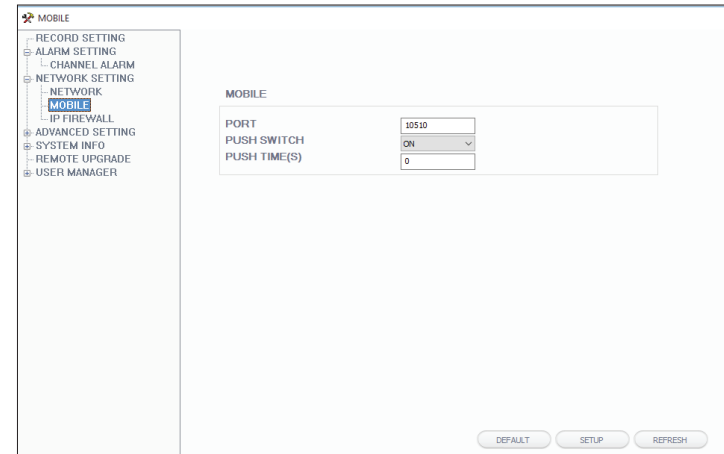 MOBILE
RECORD SETTING
ALARM SETTING
CHANNEL ALARM
NETWORK SETTING
NETWORK
MOBILE
IP FIREWALL
ADVANCED SETTING
SYSTEM INFO
REMOTE UPGRADE
USER MANAGER
MOBILE
PORT 10510
PUSH SWITCH ON
PUSH TIME(S) 0
DEFAULT SETUP REFRESH